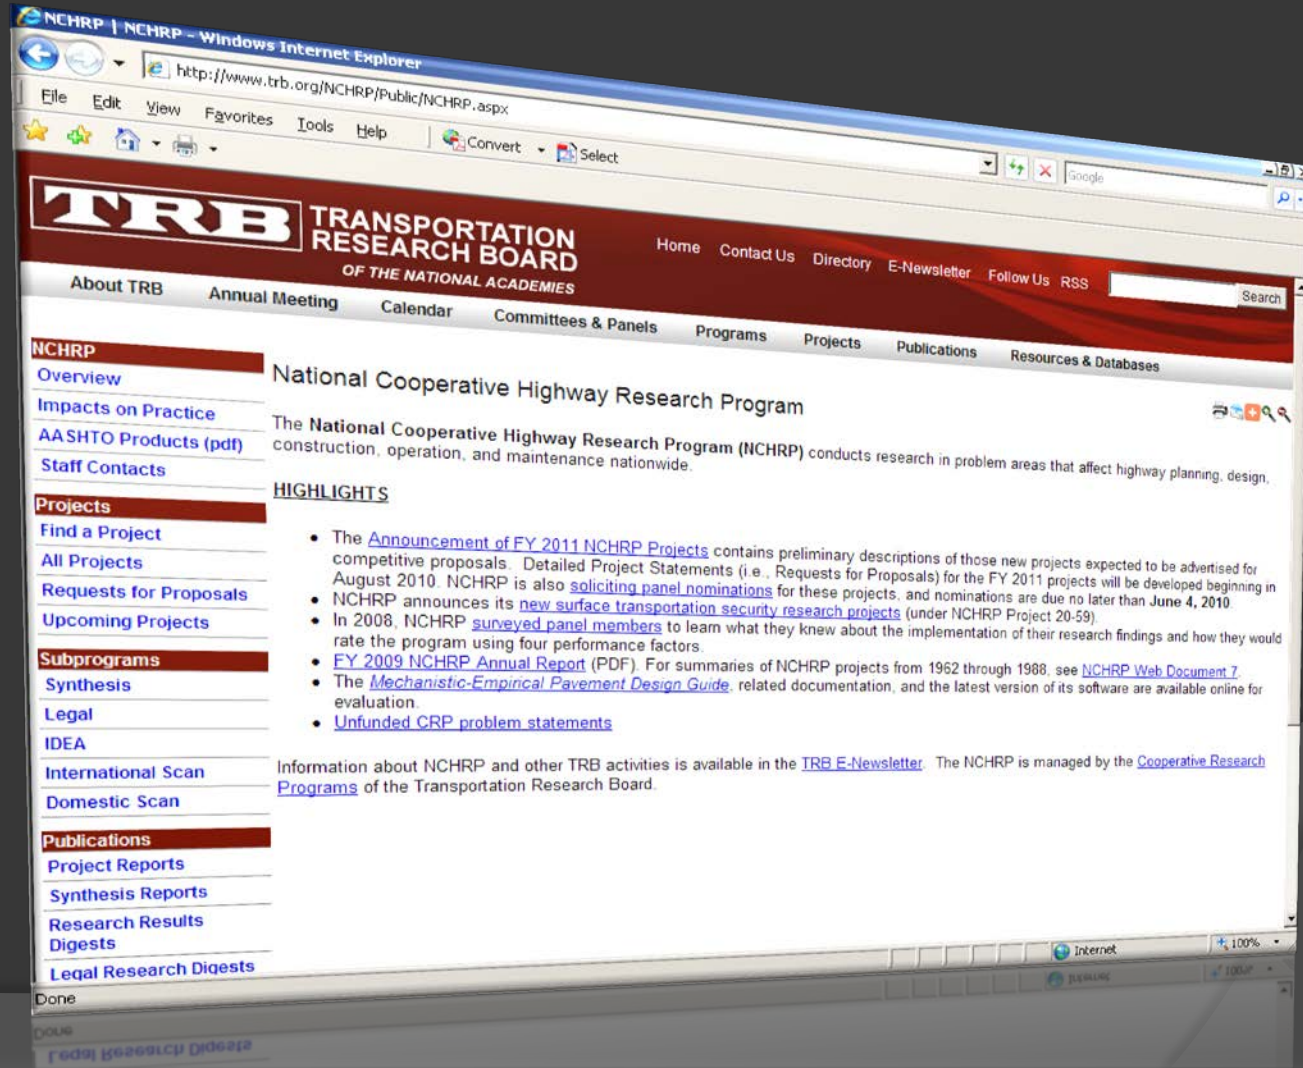 NCHRP | NCHRP - Windows Internet Explorer
http://www.trb.org/NCHRP/Public/NCHRP.aspx
File Edit View Favorites Tools Help Convert Select
Google
TRB TRANSPORTATION
RESEARCH BOARD
OF THE NATIONAL ACADEMIES
Home Contact Us Directory E-Newsletter Follow Us RSS Search
About TRB Annual Meeting Calendar Committees & Panels Programs Projects Publications Resources & Databases
NCHRP
Overview
Impacts on Practice
AASHTO Products (pdf)
Staff Contacts
Projects
Find a Project
All Projects
Requests for Proposals
Upcoming Projects
Subprograms
Synthesis
Legal
IDEA
International Scan
Domestic Scan
Publications
Project Reports
Synthesis Reports
Research Results
Digests
Legal Research Digests
National Cooperative Highway Research Program
The National Cooperative Highway Research Program (NCHRP) conducts research in problem areas that affect highway planning, design,
construction, operation, and maintenance nationwide.
HIGHLIGHTS
• The Announcement of FY 2011 NCHRP Projects contains preliminary descriptions of those new projects expected to be advertised for
competitive proposals. Detailed Project Statements (i.e., Requests for Proposals) for the FY 2011 projects will be developed beginning in
August 2010. NCHRP is also soliciting panel nominations for these projects, and nominations are due no later than June 4, 2010.
• NCHRP announces its new surface transportation security research projects (under NCHRP Project 20-59).
• In 2008, NCHRP surveyed panel members to learn what they knew about the implementation of their research findings and how they would
rate the program using four performance factors.
• FY 2009 NCHRP Annual Report (PDF). For summaries of NCHRP projects from 1962 through 1988, see NCHRP Web Document 7.
• The Mechanistic-Empirical Pavement Design Guide, related documentation, and the latest version of its software are available online for
evaluation.
• Unfunded CRP problem statements
Information about NCHRP and other TRB activities is available in the TRB E-Newsletter. The NCHRP is managed by the Cooperative Research
Programs of the Transportation Research Board.
Done Internet 100%